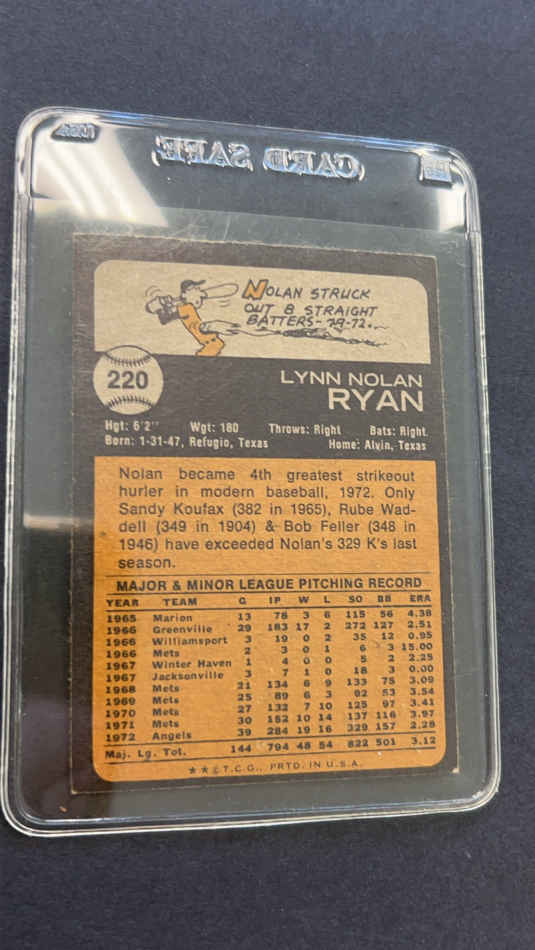 CARD SAFE
NOLAN STRUCK
OUT 8 STRAIGHT
BATTERS-
220
LYNN NOLAN
RYAN
Hgt: 6'2" Wgt: 180 Throws: Right Bats: Right
Born: 1-31-47, Refugio, Texas Home: Alvin, Texas
Nolan became 4th greatest strikeout
hurler in modern baseball, 1972. Only
Sandy Koufax (382 in 1965), Rube Wad-
dell (349 in 1904) & Bob Feller (348 in
1946) have exceeded Nolan's 329 K's last
season.
MAJOR & MINOR LEAGUE PITCHING RECORD
YEAR TEAM G IP W L SO BB ERA
1965 Marion 13 78 3 6 115 56 4.38
1966 Greenville 29 183 17 2 272 127 2.51
1966 Williamsport 3 19 0 2 35 12 0.95
1966 Mets 2 3 0 1 6 3 15.00
1967 Winter Haven 1 4 0 0 5 2 2.25
1967 Jacksonville 3 7 1 0 18 3 0.00
1968 Mets 21 134 6 9 133 75 3.09
1969 Mets 25 89 6 3 92 53 3.54
1970 Mets 27 132 7 10 125 97 3.41
1971 Mets 30 152 10 14 137 116 3.97
1972 Angels 39 284 19 16 329 157 2.28
Maj. Lg. Tot. 144 794 48 54 822 501 3.12
★★© T.C.G., PRTD. IN U.S.A.